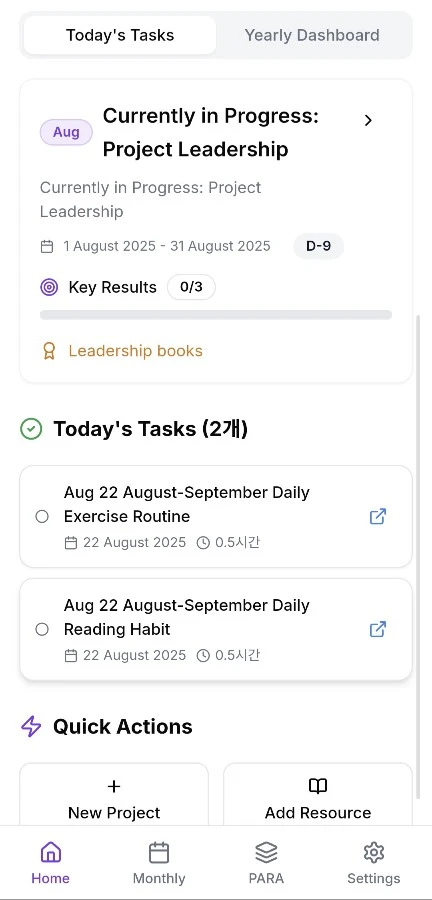 Today's Tasks
Yearly Dashboard
Aug
Currently in Progress:
Project Leadership
Currently in Progress: Project
Leadership
1 August 2025 - 31 August 2025
D-9
Key Results
0/3
Leadership books
Today's Tasks (2개)
Aug 22 August-September Daily
Exercise Routine
22 August 2025
0.5시간
Aug 22 August-September Daily
Reading Habit
22 August 2025
0.5시간
Quick Actions
New Project
Add Resource
Home
Monthly
PARA
Settings